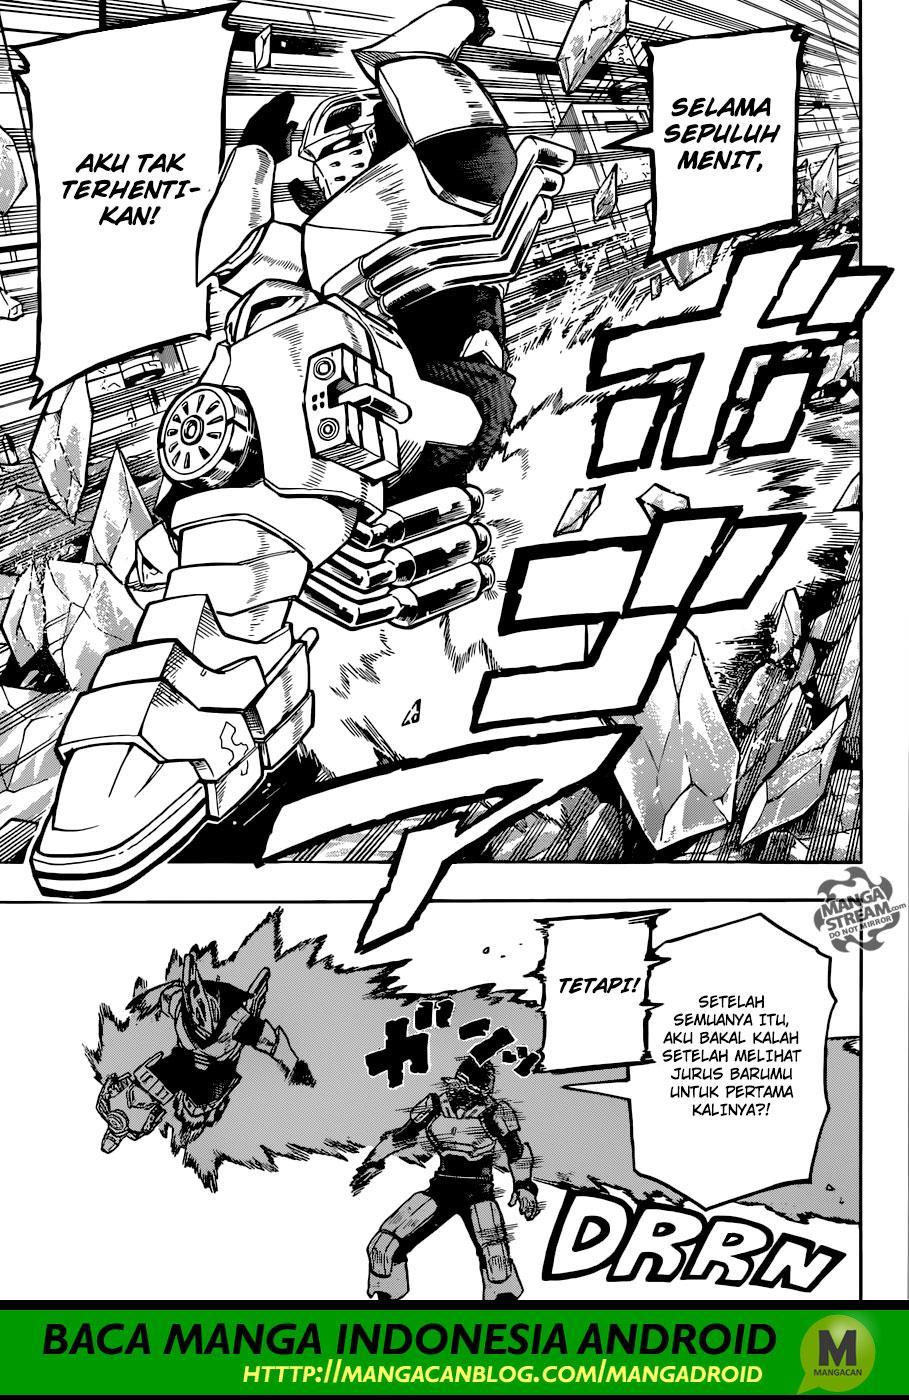 SELAMA
SEPULUH
MENIT,
AKU TAK
TERHENTI-
KAN!
ボ
ジ
ァ
MANGA
STREAM.com
DO NOT MIRROR
SETELAH
SEMUANYA ITU,
AKU BAKAL KALAH
SETELAH MELIHAT
JURUS BARUMU
UNTUK PERTAMA
KALINYA?!
TETAPI!
ガンッ
DRRN
BACA MANGA INDONESIA ANDROID
HTTTP://MANGACANBLOG.COM/MANGADROID
M
MANGACAN